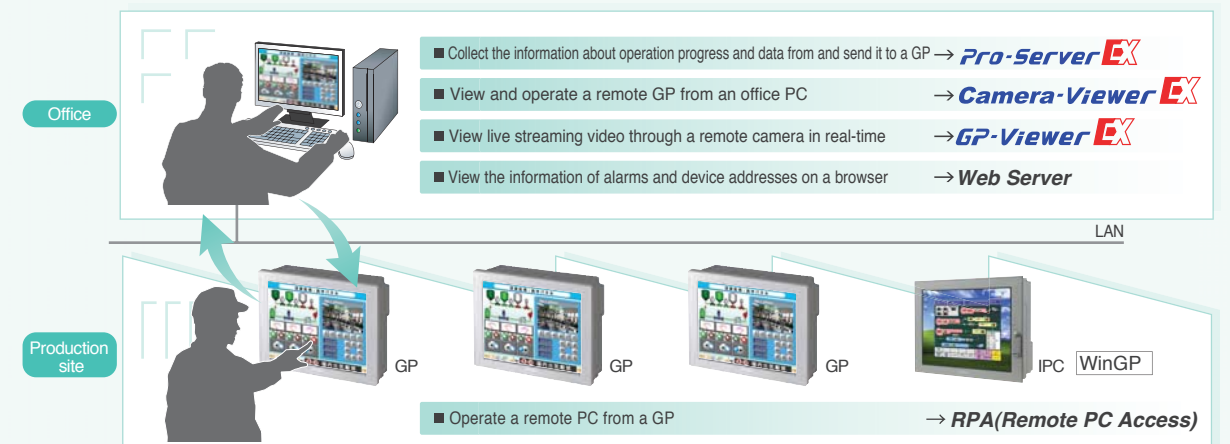 ■ Collect the information about operation progress and data from and send it to a GP → Pro-Server EX
Office
■ View and operate a remote GP from an office PC → Camera-Viewer EX
■ View live streaming video through a remote camera in real-time → GP-Viewer EX
■ View the information of alarms and device addresses on a browser → Web Server
LAN
Production
site
GP
GP
GP
IPC WinGP
■ Operate a remote PC from a GP → RPA(Remote PC Access)